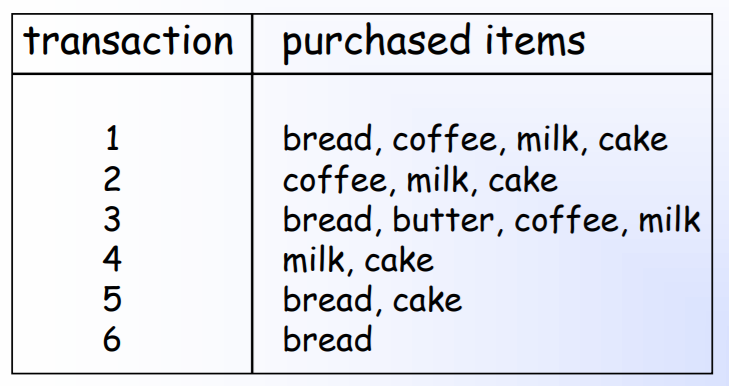 transaction purchased items
1 bread, coffee, milk, cake
2 coffee, milk, cake
3 bread, butter, coffee, milk
4 milk, cake
5 bread, cake
6 bread